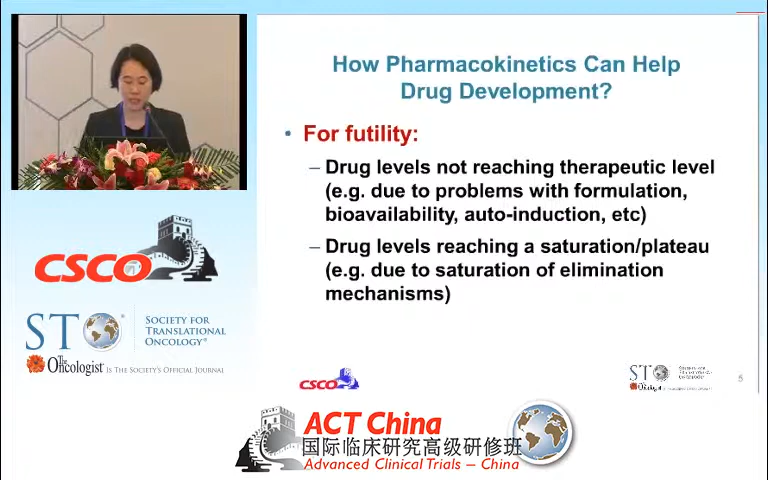 How Pharmacokinetics Can Help
Drug Development?
• For futility:
– Drug levels not reaching therapeutic level
(e.g. due to problems with formulation,
bioavailability, auto-induction, etc)
– Drug levels reaching a saturation/plateau
(e.g. due to saturation of elimination
mechanisms)
CSCO
STO
SOCIETY FOR
TRANSLATIONAL
ONCOLOGY®
The Oncologist IS THE SOCIETY'S OFFICIAL JOURNAL
CSCO
STO
5
ACT China
国际临床研究高级研修班
Advanced Clinical Trials – China